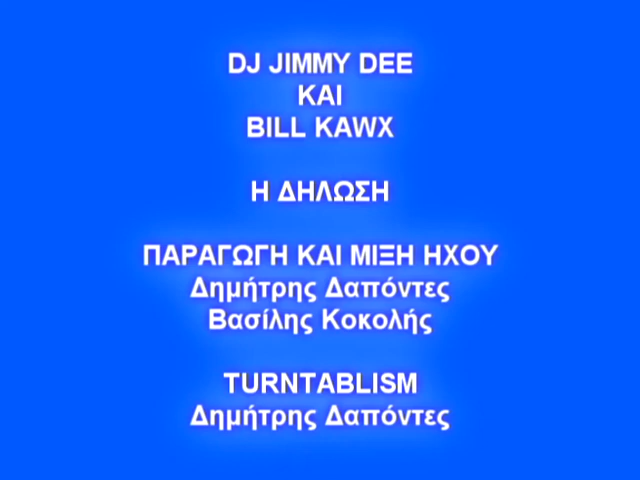 DJ JIMMY DEE
ΚΑΙ
BILL KAWX
Η ΔΗΛΩΣΗ
ΠΑΡΑΓΩΓΗ ΚΑΙ ΜΙΞΗ ΗΧΟΥ
Δημήτρης Δαπόντες
Βασίλης Κοκολής
TURNTABLISM
Δημήτρης Δαπόντες